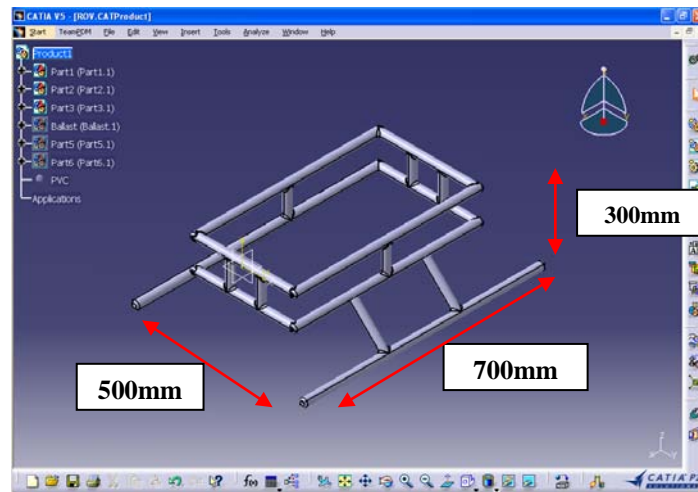 CATIA V5 - [ROV.CATProduct]
Start TeamPDM File Edit View Insert Tools Analyze Window Help
Product1
Part1 (Part1.1)
Part2 (Part2.1)
Part3 (Part3.1)
Ballast (Ballast.1)
Part5 (Part5.1)
Part6 (Part6.1)
PVC
Applications
300mm
700mm
500mm
CATIA